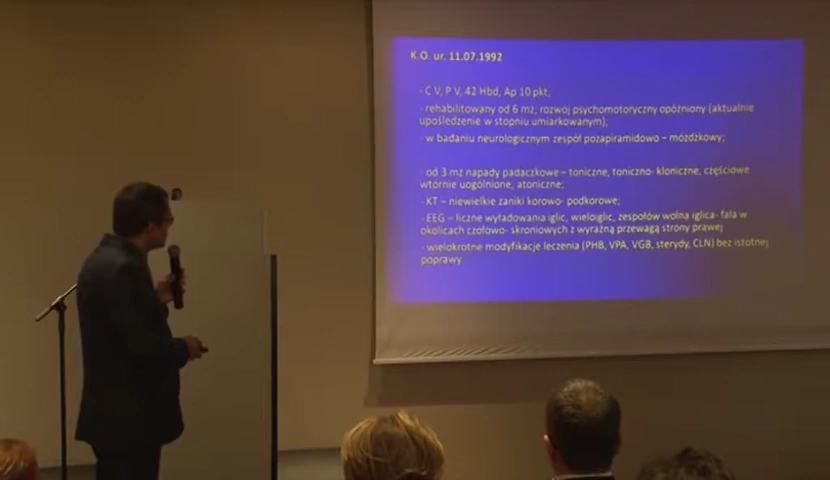 K.O. ur. 11.07.1992
- C V, P V, 42 Hbd, Ap 10 pkt;
- rehabilitowany od 6 mż; rozwój psychomotoryczny opóźniony (aktualnie
upośledzenie w stopniu umiarkowanym);
- w badaniu neurologicznym zespół pozapiramidowo – móżdżkowy;
- od 3 mż napady padaczkowe – toniczne, toniczno- kloniczne, częściowe
wtórnie uogólnione, atoniczne;
- KT – niewielkie zaniki korowo- podkorowe;
- EEG – liczne wyładowania iglic, wieloiglic, zespołów wolna iglica- fala w
okolicach czołowo- skroniowych z wyraźną przewagą strony prawej
- wielokrotne modyfikacje leczenia (PHB, VPA, VGB, sterydy, CLN) bez istotnej
poprawy